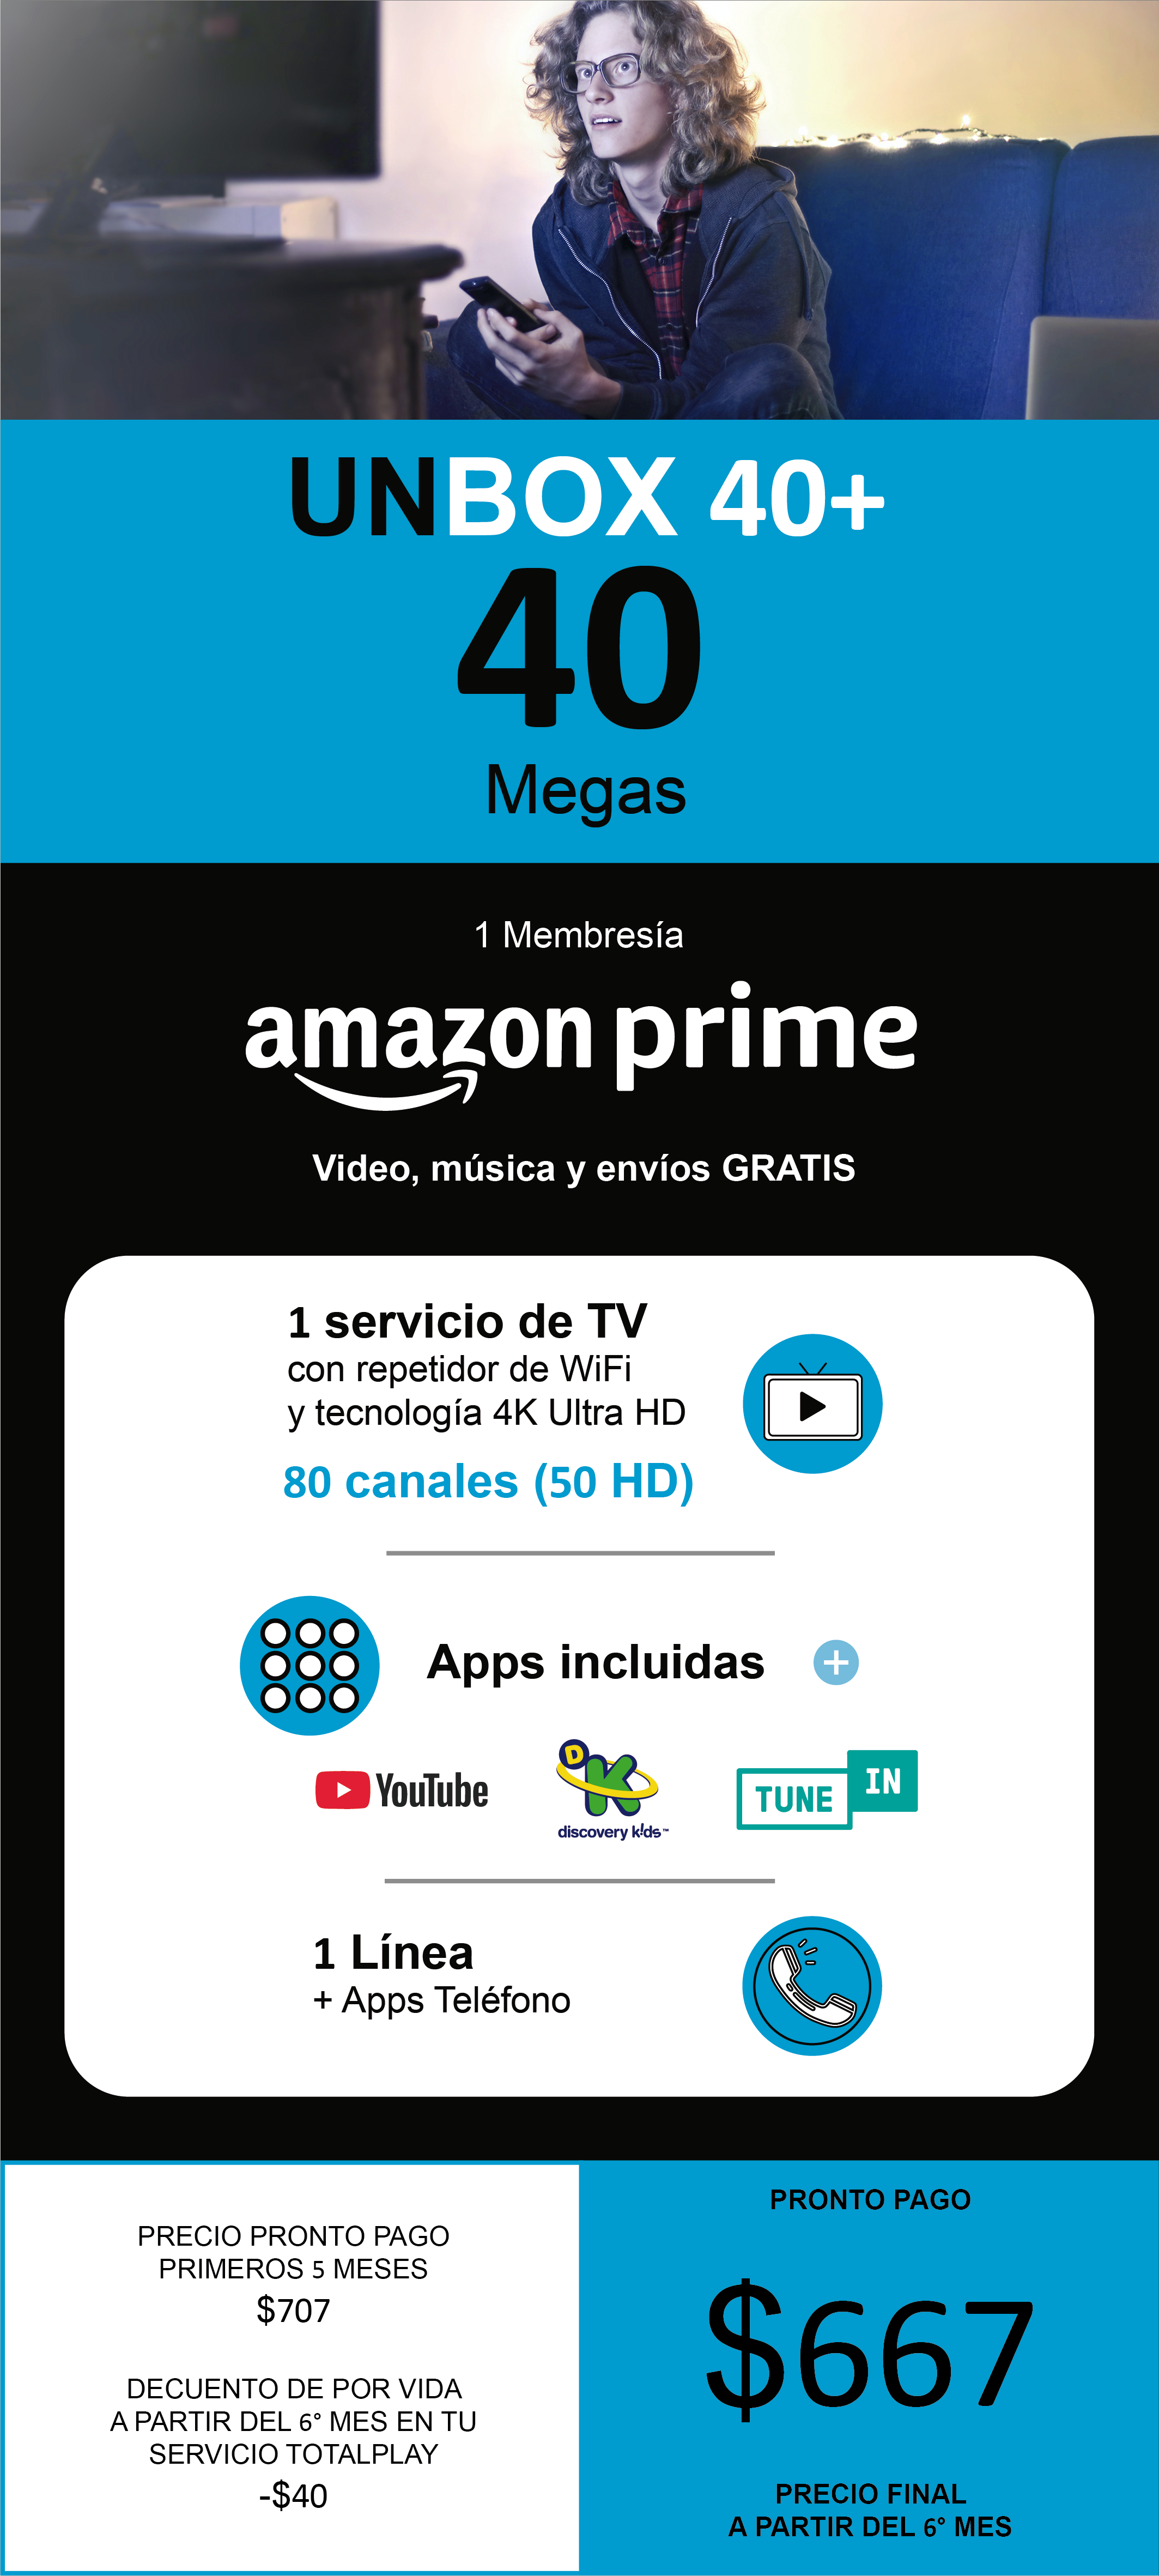 UNBOX 40+
40
Megas
1 Membresía
amazon prime
Video, música y envíos GRATIS
1 servicio de TV
con repetidor de WiFi
y tecnología 4K Ultra HD
80 canales (50 HD)
Apps incluidas +
YouTube
D K
discovery k!ds™
TUNE IN
1 Línea
+ Apps Teléfono
PRECIO PRONTO PAGO
PRIMEROS 5 MESES
$707
DECUENTO DE POR VIDA
A PARTIR DEL 6° MES EN TU
SERVICIO TOTALPLAY
-$40
PRONTO PAGO
$667
PRECIO FINAL
A PARTIR DEL 6° MES